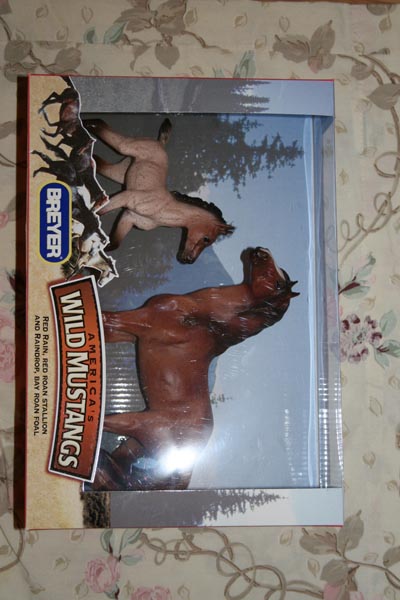 BREYER
AMERICA'S
WILD MUSTANGS
RED RAIN, RED ROAN STALLION
AND RAINDROP, BAY ROAN FOAL